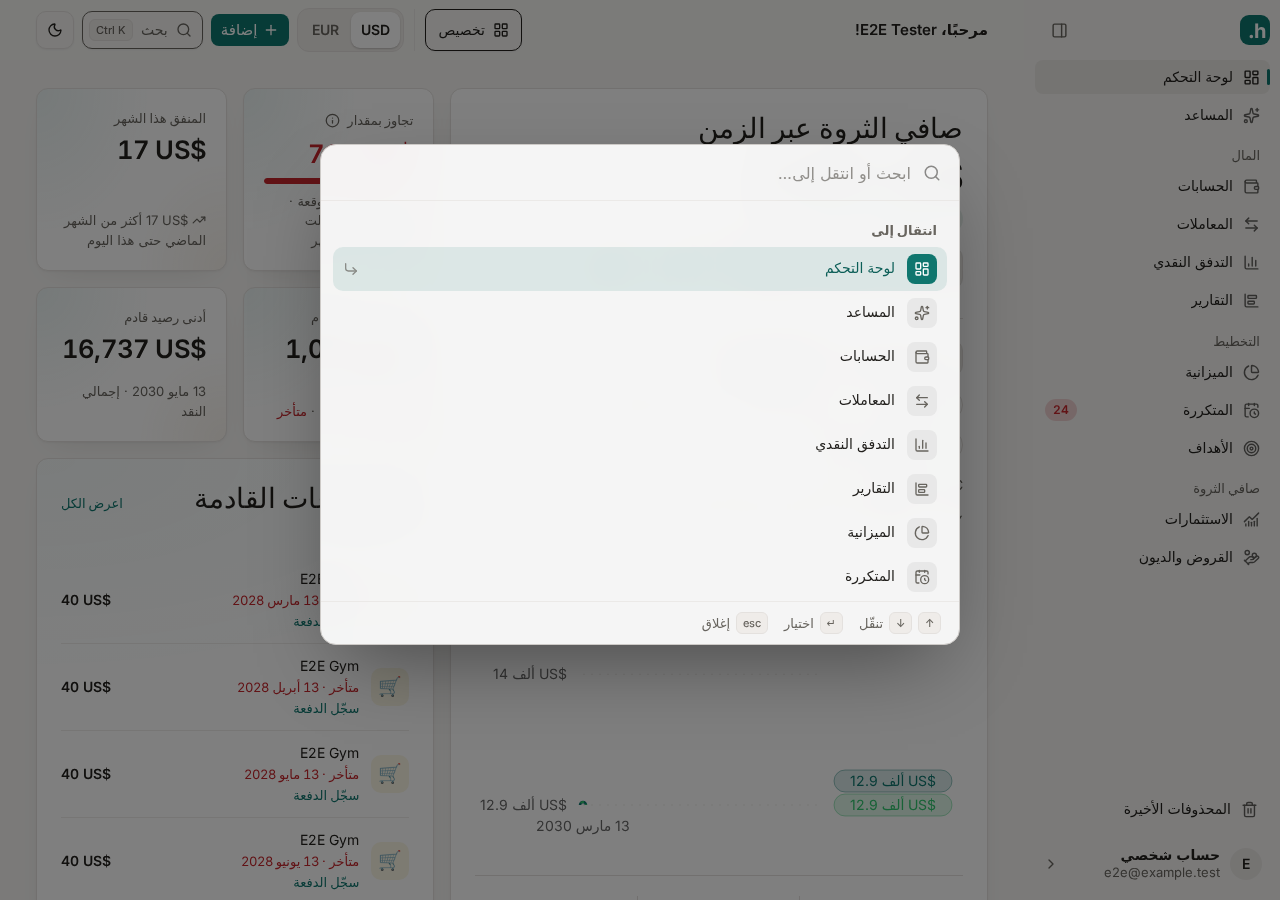 .h
لوحة التحكم
المساعد
المال
الحسابات
المعاملات
التدفق النقدي
التقارير
التخطيط
الميزانية
المتكررة
24
الأهداف
صافي الثروة
الاستثمارات
القروض والديون
المحذوفات الأخيرة
E
حساب شخصي
e2e@example.test
مرحبًا، E2E Tester!
تخصيص
USD
EUR
إضافة
بحث
Ctrl K
صافي الثروة عبر الزمن
تجاوز بمقدار
المنفق هذا الشهر
17 US$
17 US$ أكثر من الشهر
الماضي حتى هذا اليوم
أدنى رصيد قادم
16,737 US$
13 مايو 2030 · إجمالي
النقد
· متأخر
القادمة
اعرض الكل
13 مارس 2028
40 US$
E2E Gym
متأخر · 13 أبريل 2028
سجّل الدفعة
40 US$
E2E Gym
متأخر · 13 مايو 2028
سجّل الدفعة
40 US$
E2E Gym
متأخر · 13 يونيو 2028
سجّل الدفعة
40 US$
ابحث أو انتقل إلى...
انتقال إلى
لوحة التحكم
المساعد
الحسابات
المعاملات
التدفق النقدي
التقارير
الميزانية
المتكررة
↑ ↓ تنقّل
↵ اختيار
esc إغلاق
14 ألف US$
12.9 ألف US$
12.9 ألف US$
12.9 ألف US$
13 مارس 2030